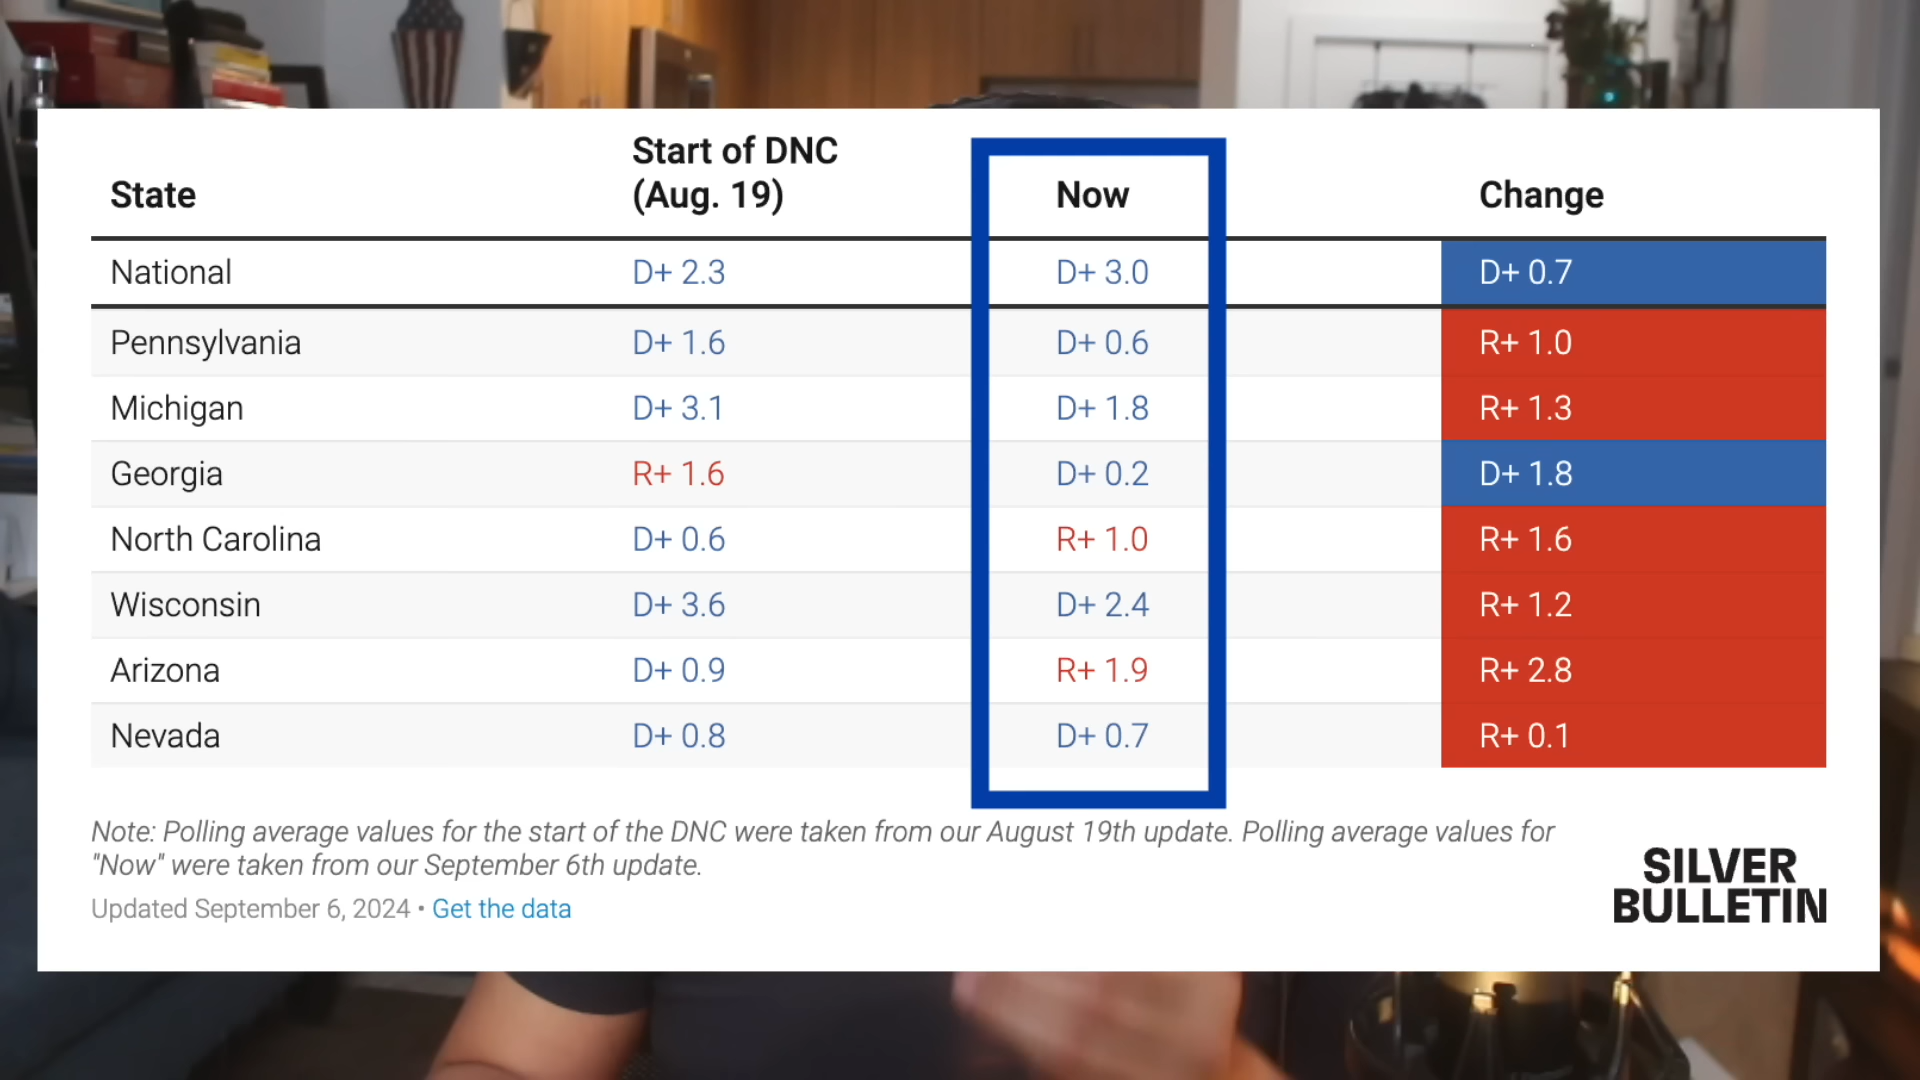 State Start of DNC (Aug. 19) Now Change
National D+ 2.3 D+ 3.0 D+ 0.7
Pennsylvania D+ 1.6 D+ 0.6 R+ 1.0
Michigan D+ 3.1 D+ 1.8 R+ 1.3
Georgia R+ 1.6 D+ 0.2 D+ 1.8
North Carolina D+ 0.6 R+ 1.0 R+ 1.6
Wisconsin D+ 3.6 D+ 2.4 R+ 1.2
Arizona D+ 0.9 R+ 1.9 R+ 2.8
Nevada D+ 0.8 D+ 0.7 R+ 0.1
Note: Polling average values for the start of the DNC were taken from our August 19th update. Polling average values for
"Now" were taken from our September 6th update.
Updated September 6, 2024 • Get the data
SILVER
BULLETIN